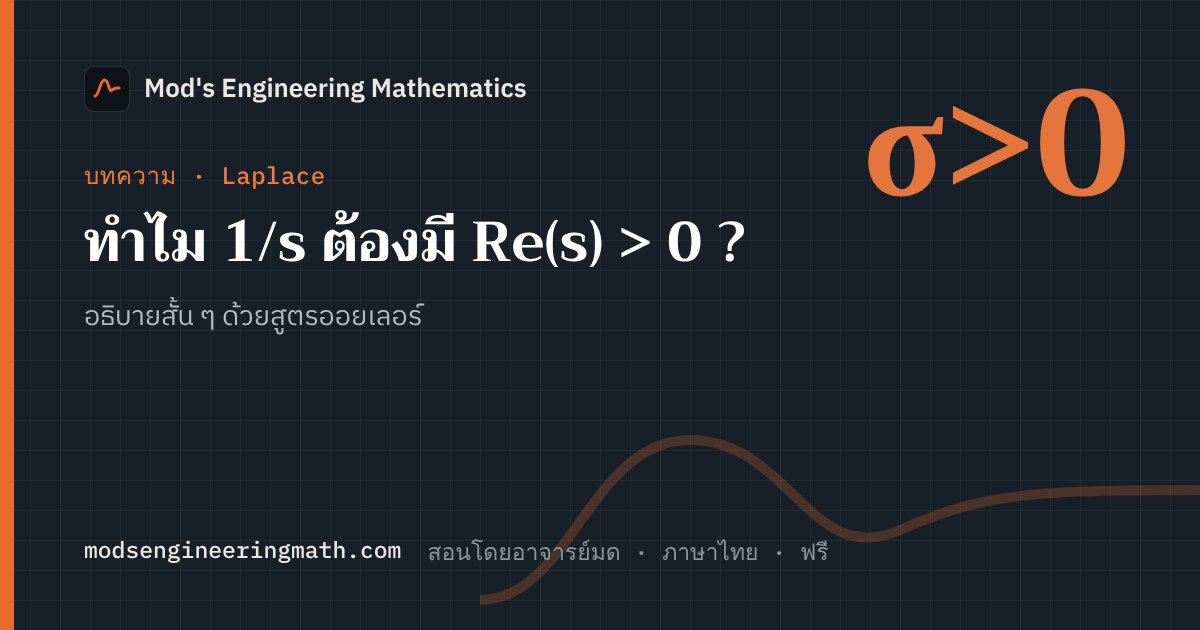 Mod's Engineering Mathematics
σ>0
บทความ · Laplace
ทำไม 1/s ต้องมี Re(s) > 0 ?
อธิบายสั้น ๆ ด้วยสูตรออยเลอร์
modsengineeringmath.com สอนโดยอาจารย์มด · ภาษาไทย · ฟรี